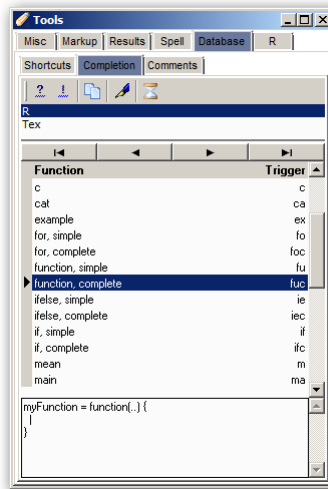 Tools
Misc Markup Results Spell Database R
Shortcuts Completion Comments
? !
R
Tex
Function Trigger
c c
cat ca
example ex
for, simple fo
for, complete foc
function, simple fu
function, complete fuc
ifelse, simple ie
ifelse, complete iec
if, simple if
if, complete ifc
mean m
main ma
myFunction = function(..) {
|
}